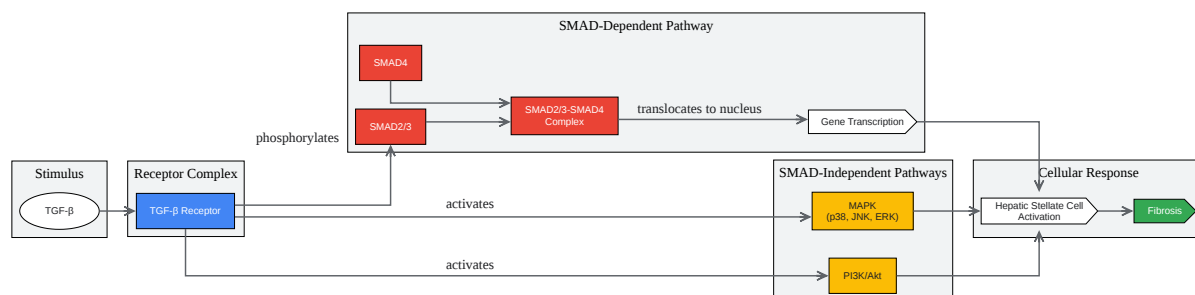 SMAD-Dependent Pathway
SMAD4
SMAD2/3
SMAD2/3-SMAD4
Complex
translocates to nucleus
Gene Transcription
phosphorylates
Stimulus
TGF-β
Receptor Complex
TGF-β Receptor
activates
activates
SMAD-Independent Pathways
MAPK
(p38, JNK, ERK)
PI3K/Akt
Cellular Response
Hepatic Stellate Cell
Activation
Fibrosis